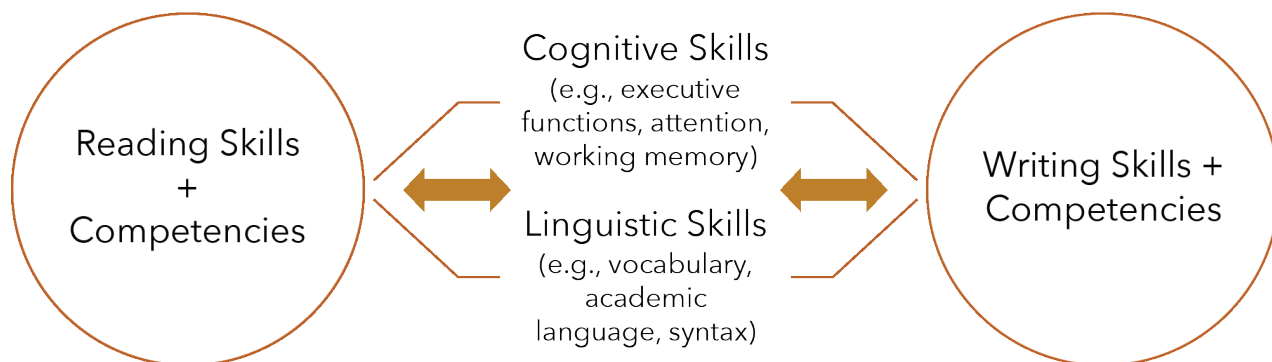 Reading Skills
+
Competencies
Cognitive Skills
(e.g., executive
functions, attention,
working memory)
Linguistic Skills
(e.g., vocabulary,
academic
language, syntax)
Writing Skills +
Competencies